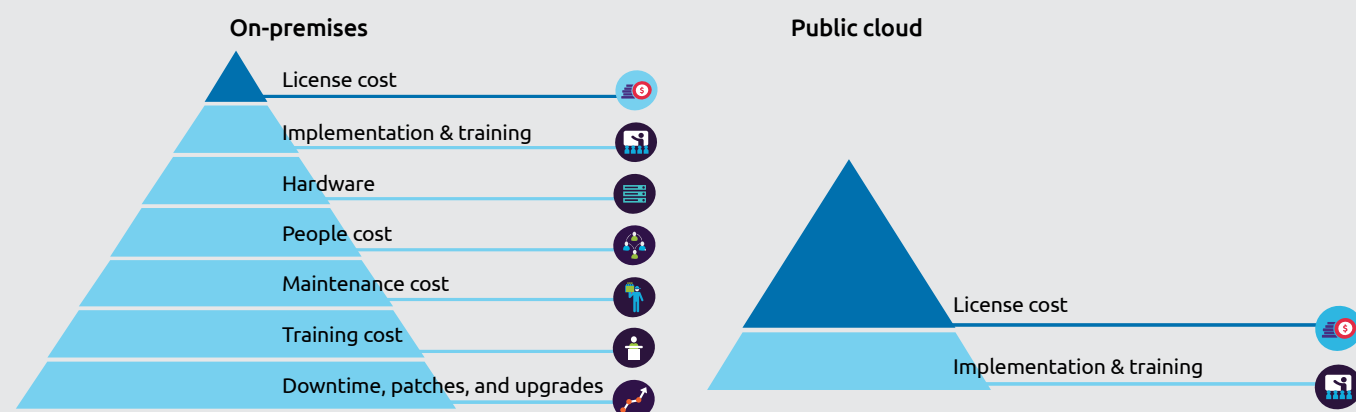 On-premises
License cost
Implementation & training
Hardware
People cost
Maintenance cost
Training cost
Downtime, patches, and upgrades
Public cloud
License cost
Implementation & training